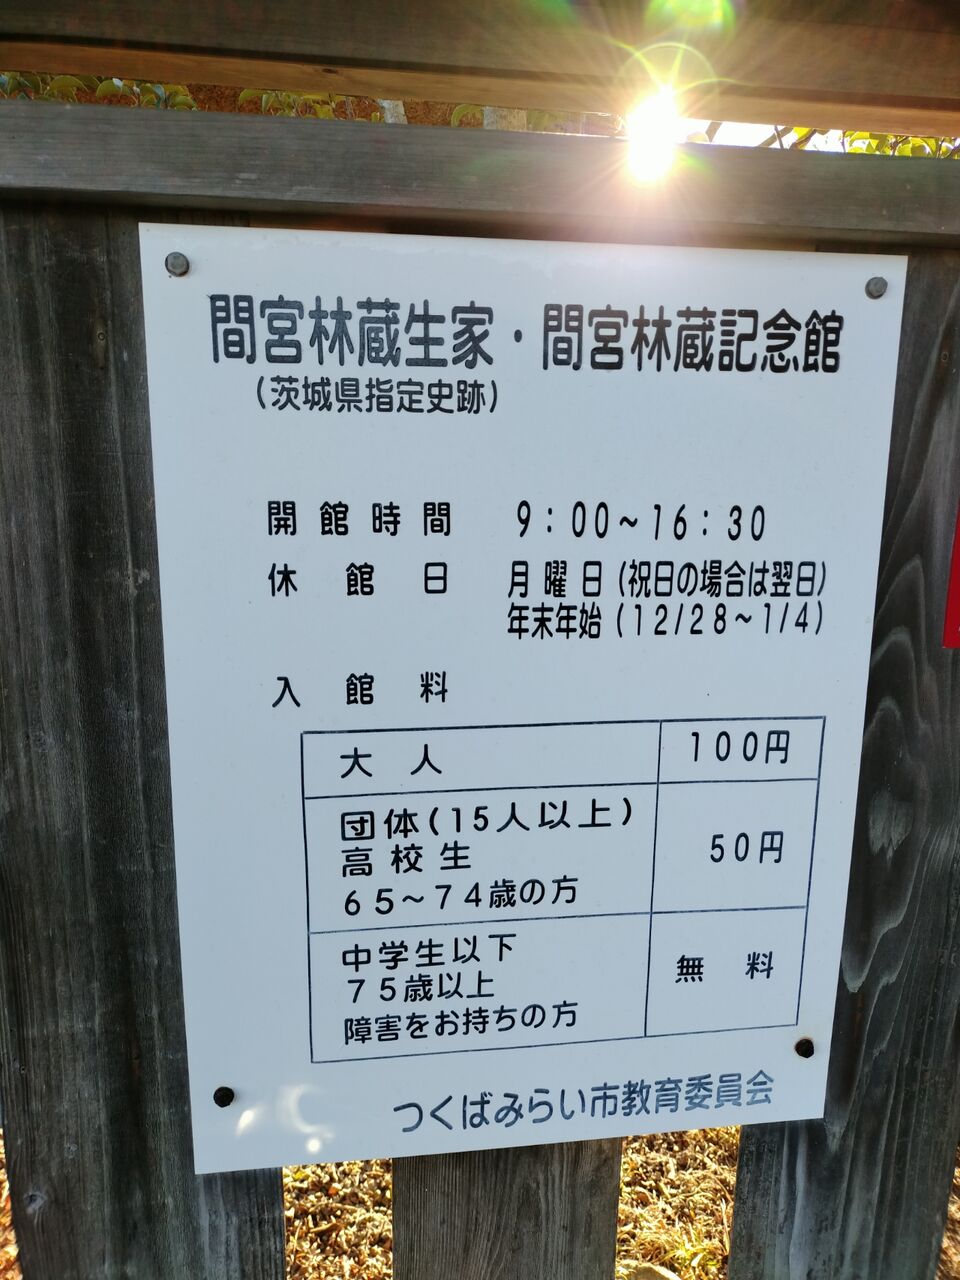 間宮林蔵生家・間宮林蔵記念館
(茨城県指定史跡)
開館時間 9:00~16:30
休館日 月曜日(祝日の場合は翌日)
年末年始(12/28~1/4)
入館料
大人 100円
団体(15人以上)
高校生 50円
65~74歳の方
中学生以下
75歳以上 無料
障害をお持ちの方
つくばみらい市教育委員会